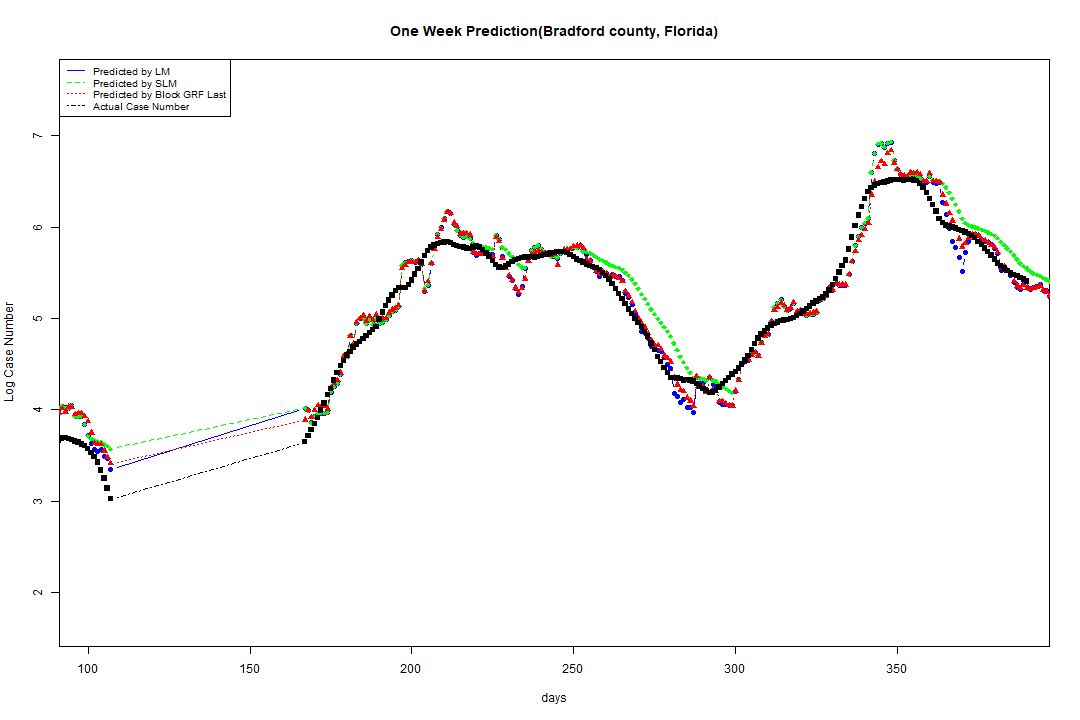 One Week Prediction(Bradford county, Florida)
Predicted by LM
Predicted by SLM
Predicted by Block GRF Last
Actual Case Number
7
6
5
4
3
2
Log Case Number
100
150
200
250
300
350
days